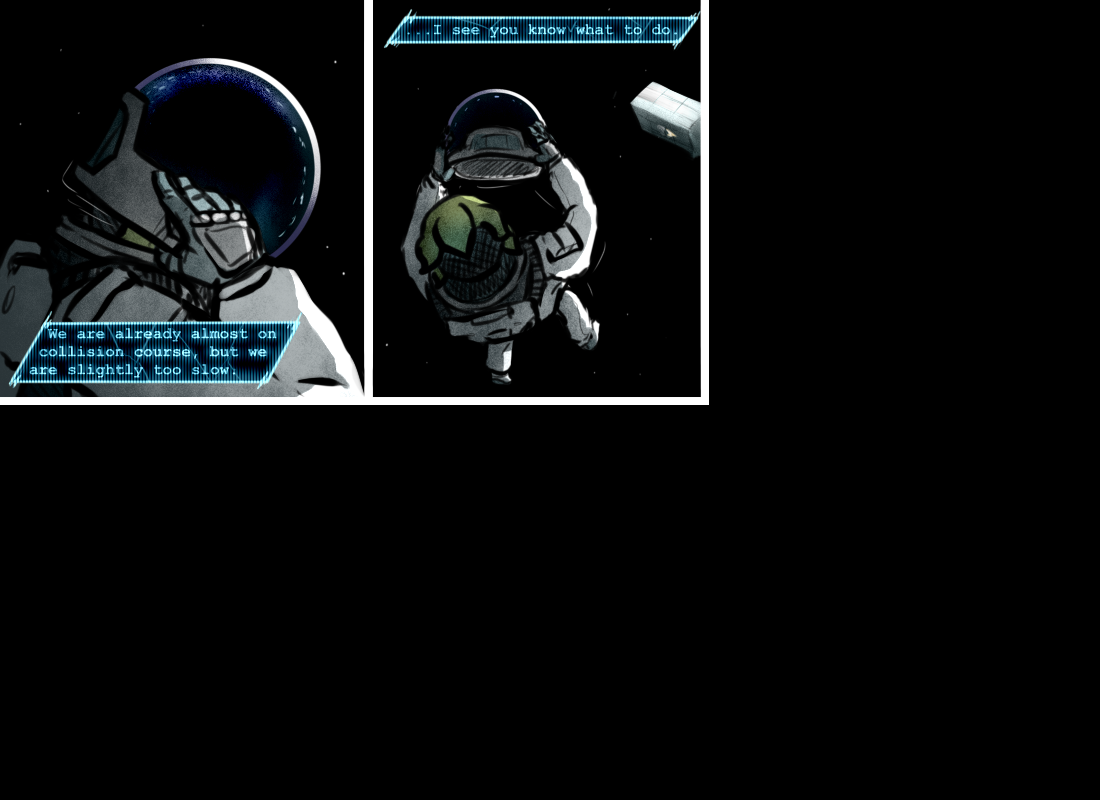 We are already almost on
collision course, but we
are slightly too slow.
...I see you know what to do.